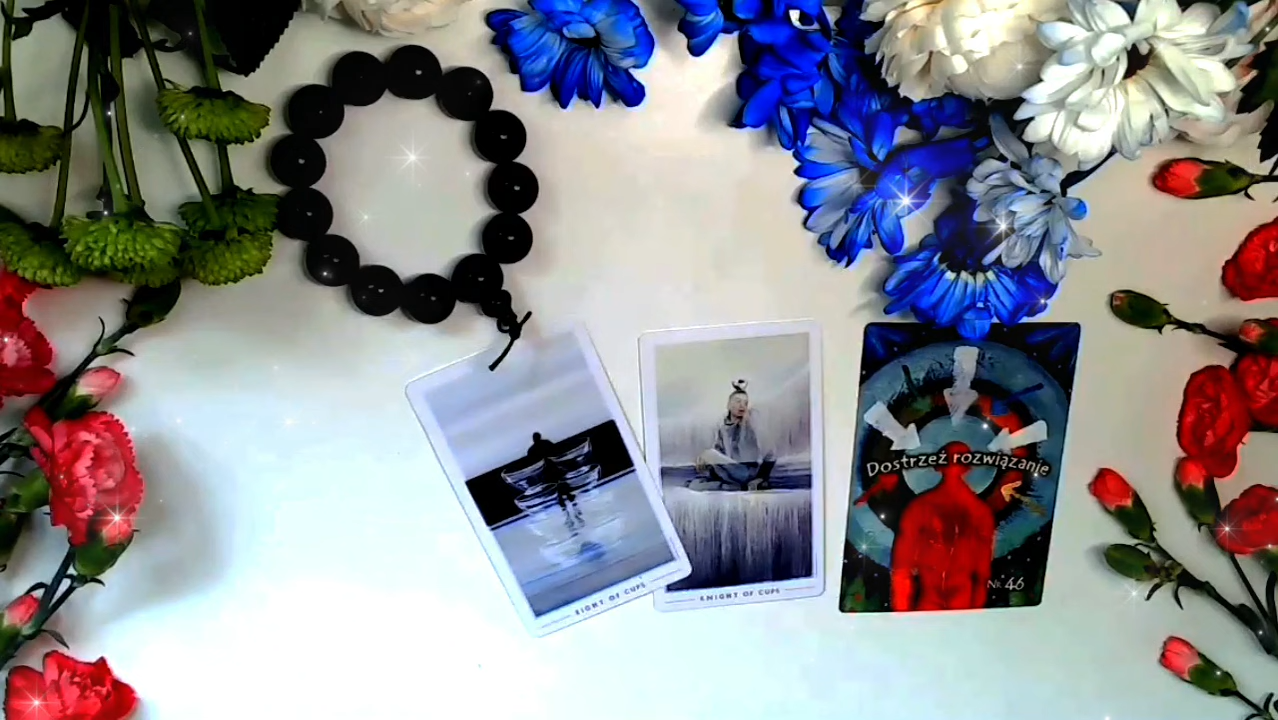 EIGHT OF CUPS
KNIGHT OF CUPS
Dostrzeż rozwiązanie
Nr 46